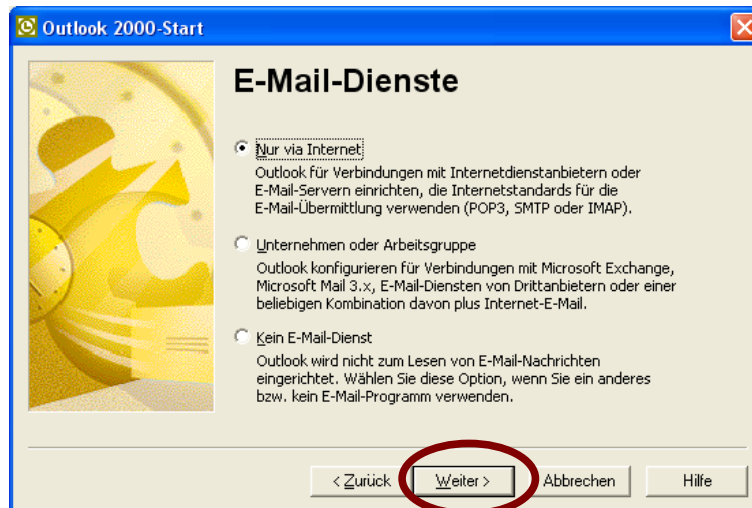 Outlook 2000-Start
E-Mail-Dienste
Nur via Internet
Outlook für Verbindungen mit Internetdienstanbietern oder
E-Mail-Servern einrichten, die Internetstandards für die
E-Mail-Übermittlung verwenden (POP3, SMTP oder IMAP).
Unternehmen oder Arbeitsgruppe
Outlook konfigurieren für Verbindungen mit Microsoft Exchange,
Microsoft Mail 3.x, E-Mail-Diensten von Drittanbietern oder einer
beliebigen Kombination davon plus Internet-E-Mail.
Kein E-Mail-Dienst
Outlook wird nicht zum Lesen von E-Mail-Nachrichten
eingerichtet. Wählen Sie diese Option, wenn Sie ein anderes
bzw. kein E-Mail-Programm verwenden.
< Zurück Weiter > Abbrechen Hilfe